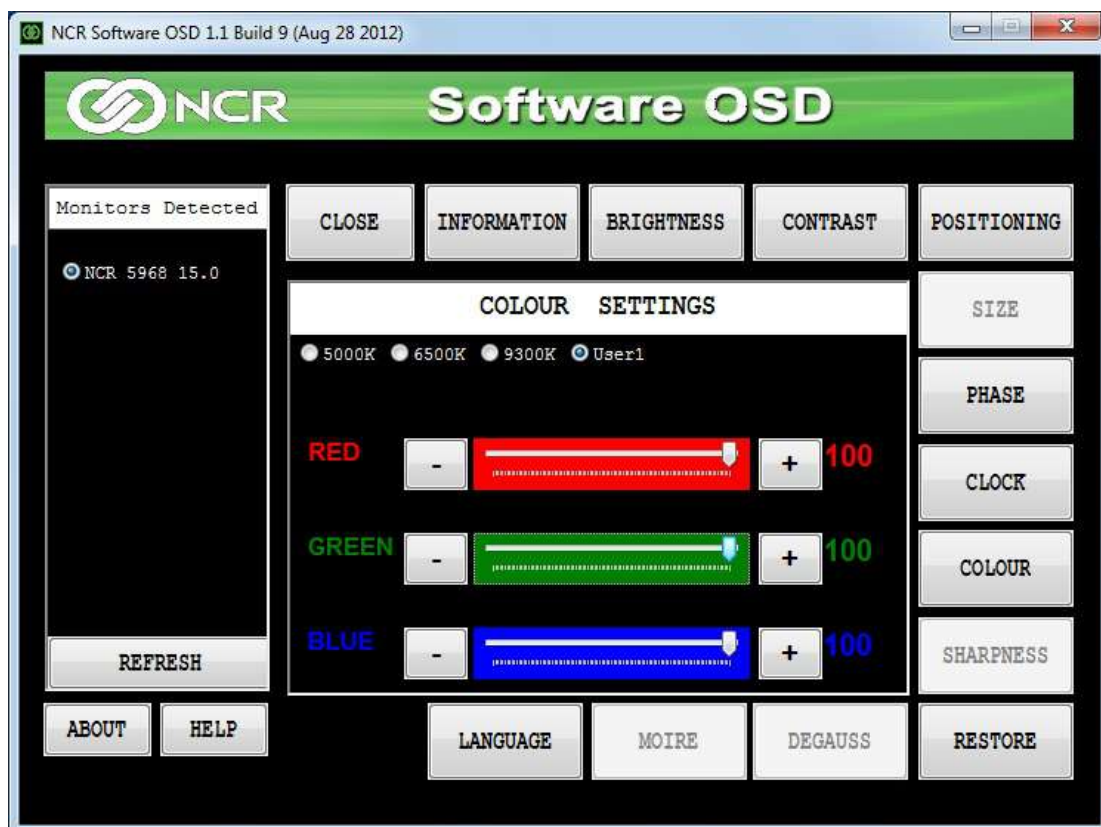 NCR Software OSD 1.1 Build 9 (Aug 28 2012)
NCR Software OSD
Monitors Detected
NCR 5968 15.0
REFRESH
ABOUT HELP
CLOSE INFORMATION BRIGHTNESS CONTRAST POSITIONING
COLOUR SETTINGS
5000K 6500K 9300K User1
RED - + 100
GREEN - + 100
BLUE - + 100
SIZE
PHASE
CLOCK
COLOUR
SHARPNESS
LANGUAGE MOIRE DEGAUSS RESTORE